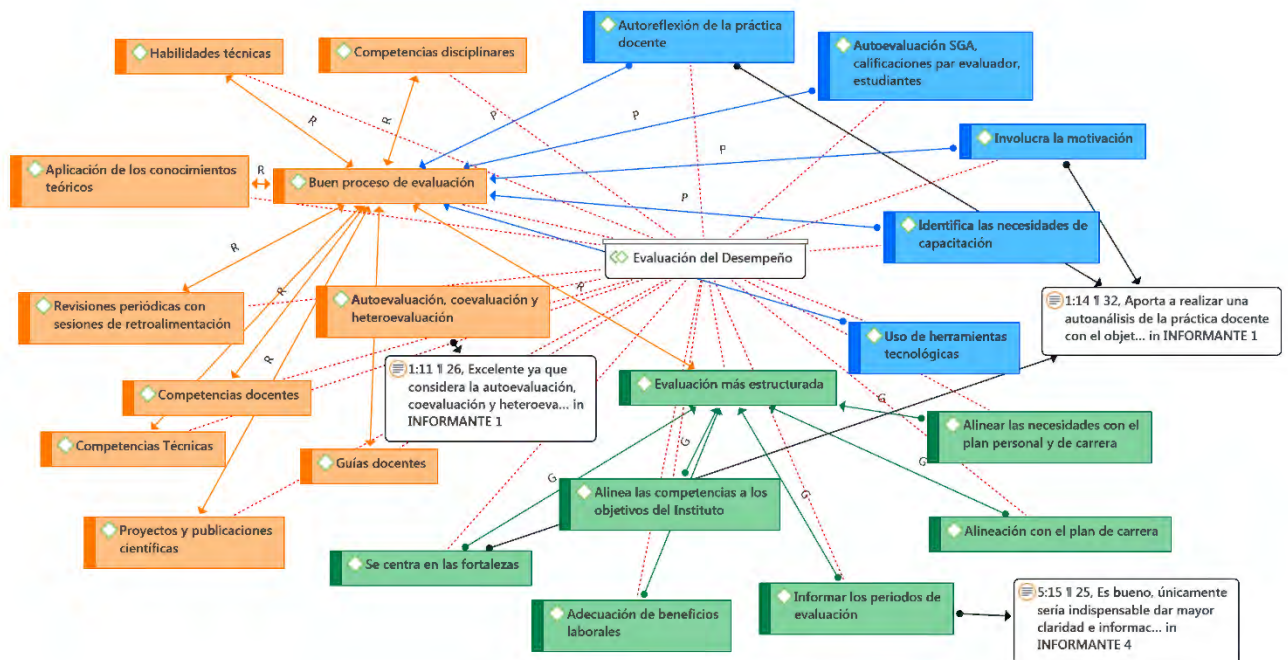 Autoreflexión de la práctica
docente
Habilidades técnicas
Competencias disciplinares
Autoevaluación SGA,
calificaciones par evaluador,
estudiantes
R
R
P
P
P
P
Involucra la motivación
Aplicación de los conocimientos
teóricos
R
Buen proceso de evaluación
Identifica las necesidades de
capacitación
Evaluación del Desempeño
R
R
R
R
Revisiones periódicas con
sesiones de retroalimentación
Autoevaluación, coevaluación y
heteroevaluación
1:14 ¶ 32, Aporta a realizar una
autoanálisis de la práctica docente
con el objet... in INFORMANTE 1
Uso de herramientas
tecnológicas
1:11 ¶ 26, Excelente ya que
considera la autoevaluación,
coevaluación y heteroeva... in
INFORMANTE 1
Evaluación más estructurada
Competencias docentes
G
G
G
G
G
Alinear las necesidades con el
plan personal y de carrera
Competencias Técnicas
Guías docentes
Alinea las competencias a los
objetivos del Instituto
Proyectos y publicaciones
científicas
Alineación con el plan de carrera
Se centra en las fortalezas
Adecuación de beneficios
laborales
Informar los periodos de
evaluación
5:15 ¶ 25, Es bueno, únicamente
sería indispensable dar mayor
claridad e informac... in
INFORMANTE 4